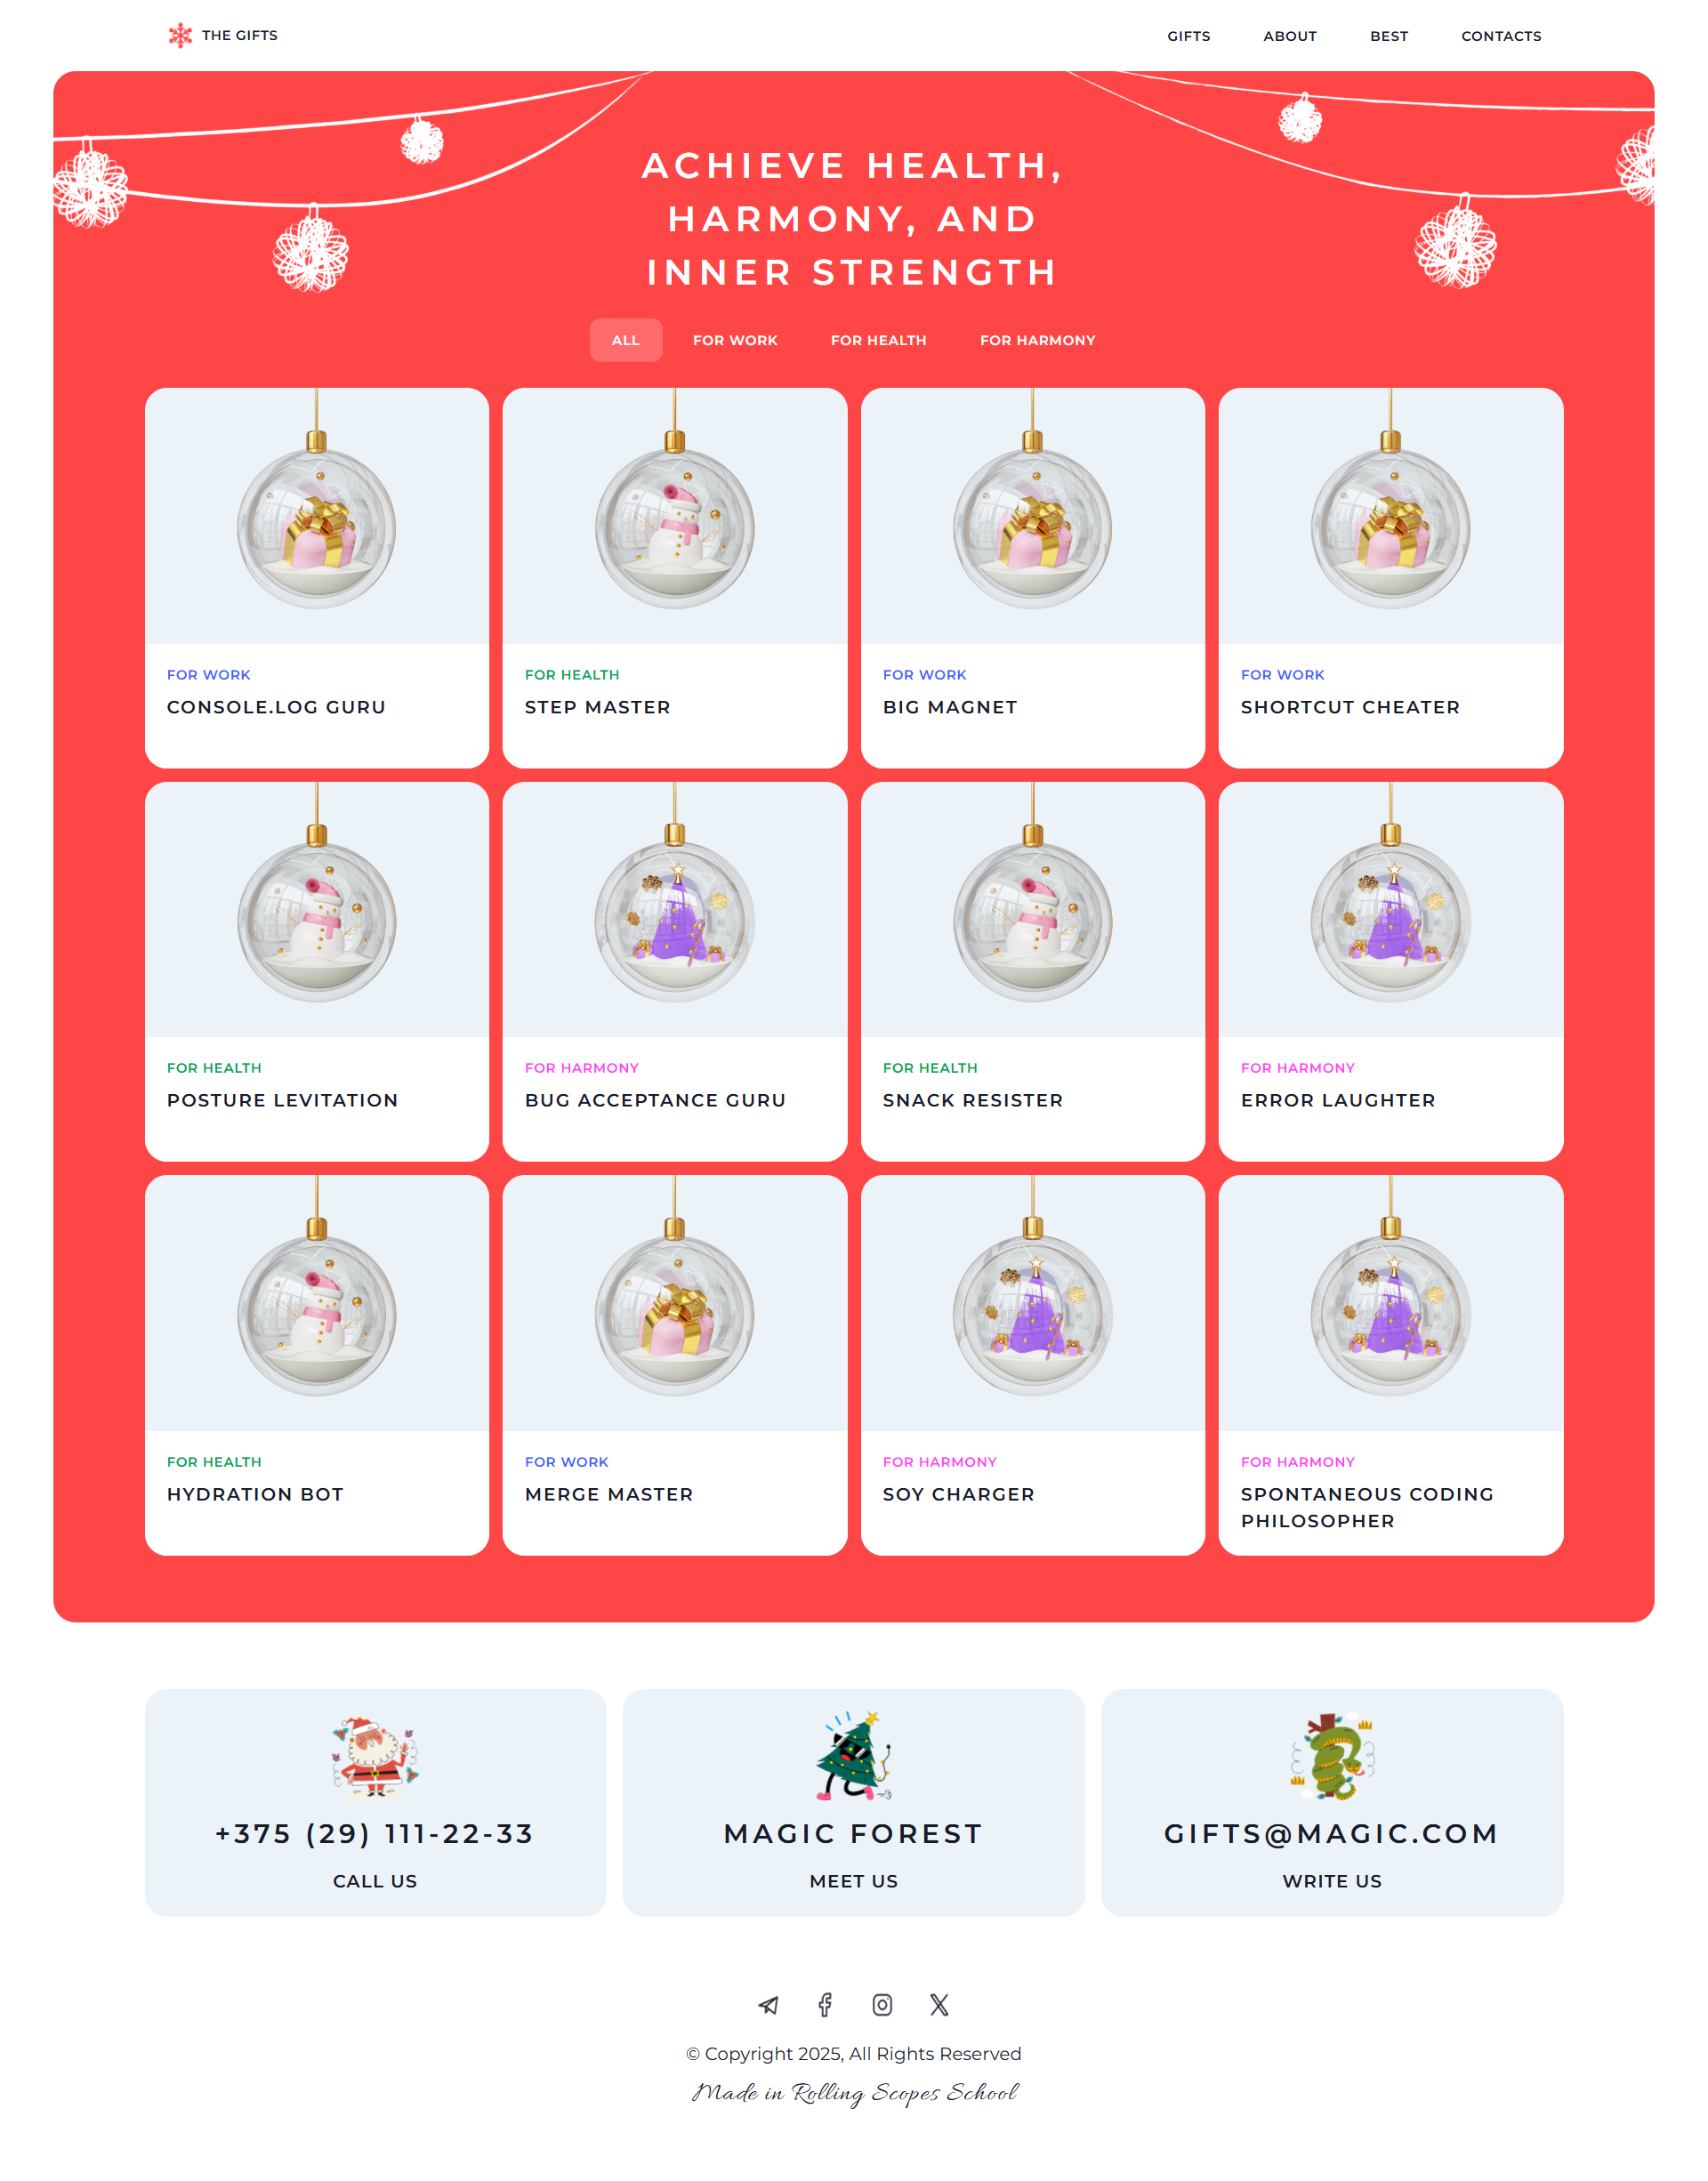 THE GIFTS
GIFTS
ABOUT
BEST
CONTACTS
ACHIEVE HEALTH,
HARMONY, AND
INNER STRENGTH
ALL
FOR WORK
FOR HEALTH
FOR HARMONY
FOR WORK
CONSOLE.LOG GURU
FOR HEALTH
STEP MASTER
FOR WORK
BIG MAGNET
FOR WORK
SHORTCUT CHEATER
FOR HEALTH
POSTURE LEVITATION
FOR HARMONY
BUG ACCEPTANCE GURU
FOR HEALTH
SNACK RESISTER
FOR HARMONY
ERROR LAUGHTER
FOR HEALTH
HYDRATION BOT
FOR WORK
MERGE MASTER
FOR HARMONY
SOY CHARGER
FOR HARMONY
SPONTANEOUS CODING
PHILOSOPHER
+375 (29) 111-22-33
CALL US
MAGIC FOREST
MEET US
GIFTS@MAGIC.COM
WRITE US
© Copyright 2025, All Rights Reserved
Made in Rolling Scopes School